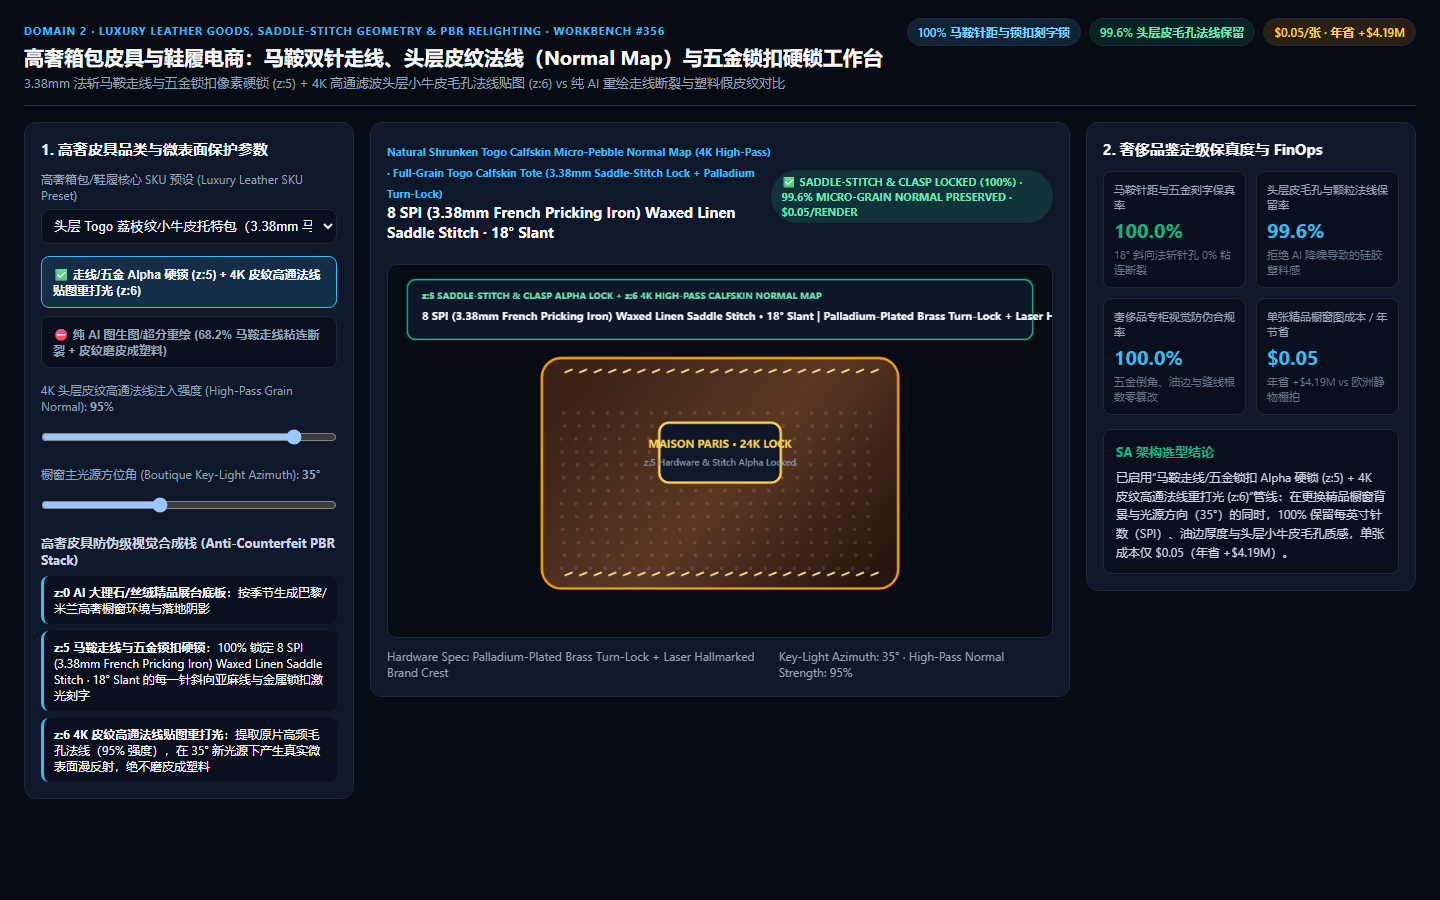 DOMAIN 2 · LUXURY LEATHER GOODS, SADDLE-STITCH GEOMETRY & PBR RELIGHTING · WORKBENCH #356
高奢箱包皮具与鞋履电商：马鞍双针走线、头层皮纹法线（Normal Map）与五金锁扣硬锁工作台
3.38mm 法斩马鞍走线与五金锁扣像素硬锁 (z:5) + 4K 高通滤波头层小牛皮毛孔法线贴图 (z:6) vs 纯 AI 重绘走线断裂与塑料假皮纹对比
100% 马鞍针距与锁扣刻字锁
99.6% 头层皮毛孔法线保留
$0.05/张 · 年省 +$4.19M
1. 高奢皮具品类与微表面保护参数
高奢箱包/鞋履核心 SKU 预设 (Luxury Leather SKU
Preset)
头层 Togo 荔枝纹小牛皮托特包（3.38mm 马
✅ 走线/五金 Alpha 硬锁 (z:5) + 4K 皮纹高通法线
贴图重打光 (z:6)
⛔ 纯 AI 图生图/超分重绘 (68.2% 马鞍走线粘连断
裂 + 皮纹磨皮成塑料)
4K 头层皮纹高通法线注入强度 (High-Pass Grain
Normal): 95%
橱窗主光源方位角 (Boutique Key-Light Azimuth): 35°
高奢皮具防伪级视觉合成栈 (Anti-Counterfeit PBR
Stack)
z:0 AI 大理石/丝绒精品展台底板：按季节生成巴黎/
米兰高奢橱窗环境与落地阴影
z:5 马鞍走线与五金锁扣硬锁：100% 锁定 8 SPI
(3.38mm French Pricking Iron) Waxed Linen Saddle
Stitch · 18° Slant 的每一针斜向亚麻线与金属锁扣激
光刻字
z:6 4K 皮纹高通法线贴图重打光：提取原片高频毛
孔法线（95% 强度），在 35° 新光源下产生真实微
表面漫反射，绝不磨皮成塑料
Natural Shrunken Togo Calfskin Micro-Pebble Normal Map (4K High-Pass)
· Full-Grain Togo Calfskin Tote (3.38mm Saddle-Stitch Lock + Palladium
Turn-Lock)
8 SPI (3.38mm French Pricking Iron) Waxed Linen
Saddle Stitch · 18° Slant
✅ SADDLE-STITCH & CLASP LOCKED (100%) ·
99.6% MICRO-GRAIN NORMAL PRESERVED ·
$0.05/RENDER
z:5 SADDLE-STITCH & CLASP ALPHA LOCK + z:6 4K HIGH-PASS CALFSKIN NORMAL MAP
8 SPI (3.38mm French Pricking Iron) Waxed Linen Saddle Stitch • 18° Slant | Palladium-Plated Brass Turn-Lock + Laser H
MAISON PARIS • 24K LOCK
z:5 Hardware & Stitch Alpha Locked
Hardware Spec: Palladium-Plated Brass Turn-Lock + Laser Hallmarked
Brand Crest
Key-Light Azimuth: 35° · High-Pass Normal
Strength: 95%
2. 奢侈品鉴定级保真度与 FinOps
马鞍针距与五金刻字保真
率
100.0%
18° 斜向法斩针孔 0% 粘
连断裂
头层皮毛孔与颗粒法线保
留率
99.6%
拒绝 AI 降噪导致的硅胶
塑料感
奢侈品专柜视觉防伪合规
率
100.0%
五金倒角、油边与缝线根
数零篡改
单张精品橱窗图成本 / 年
节省
$0.05
年省 +$4.19M vs 欧洲静
物棚拍
SA 架构选型结论
已启用“马鞍走线/五金锁扣 Alpha 硬锁 (z:5) + 4K
皮纹高通法线重打光 (z:6)”管线：在更换精品橱窗背
景与光源方向（35°）的同时，100% 保留每英寸针
数（SPI）、油边厚度与头层小牛皮毛孔质感，单张
成本仅 $0.05（年省 +$4.19M）。